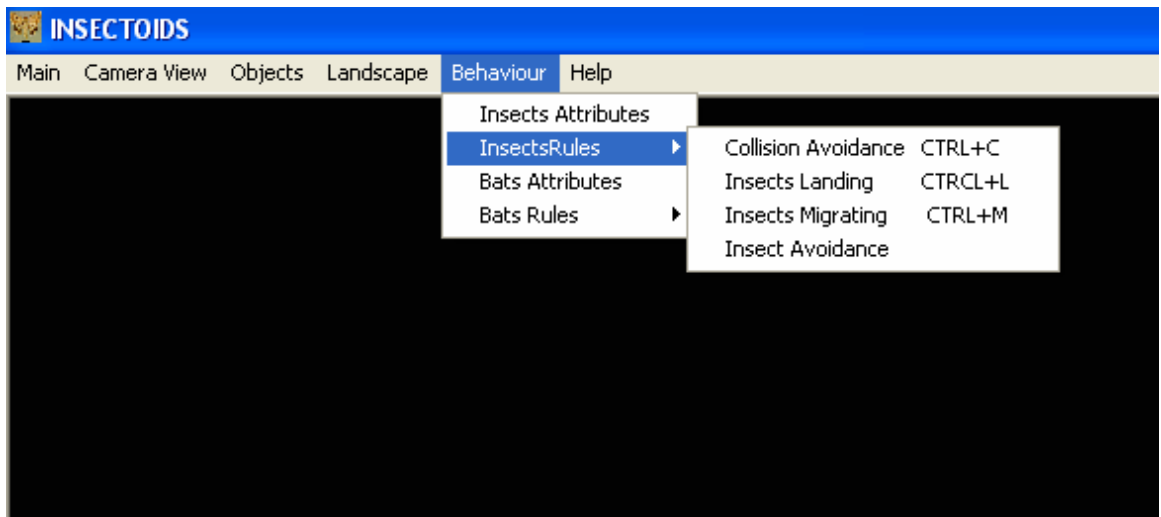 INSECTOIDS
Main Camera View Objects Landscape Behaviour Help
Insects Attributes
InsectsRules
Bats Attributes
Bats Rules
Collision Avoidance CTRL+C
Insects Landing CTRCL+L
Insects Migrating CTRL+M
Insect Avoidance